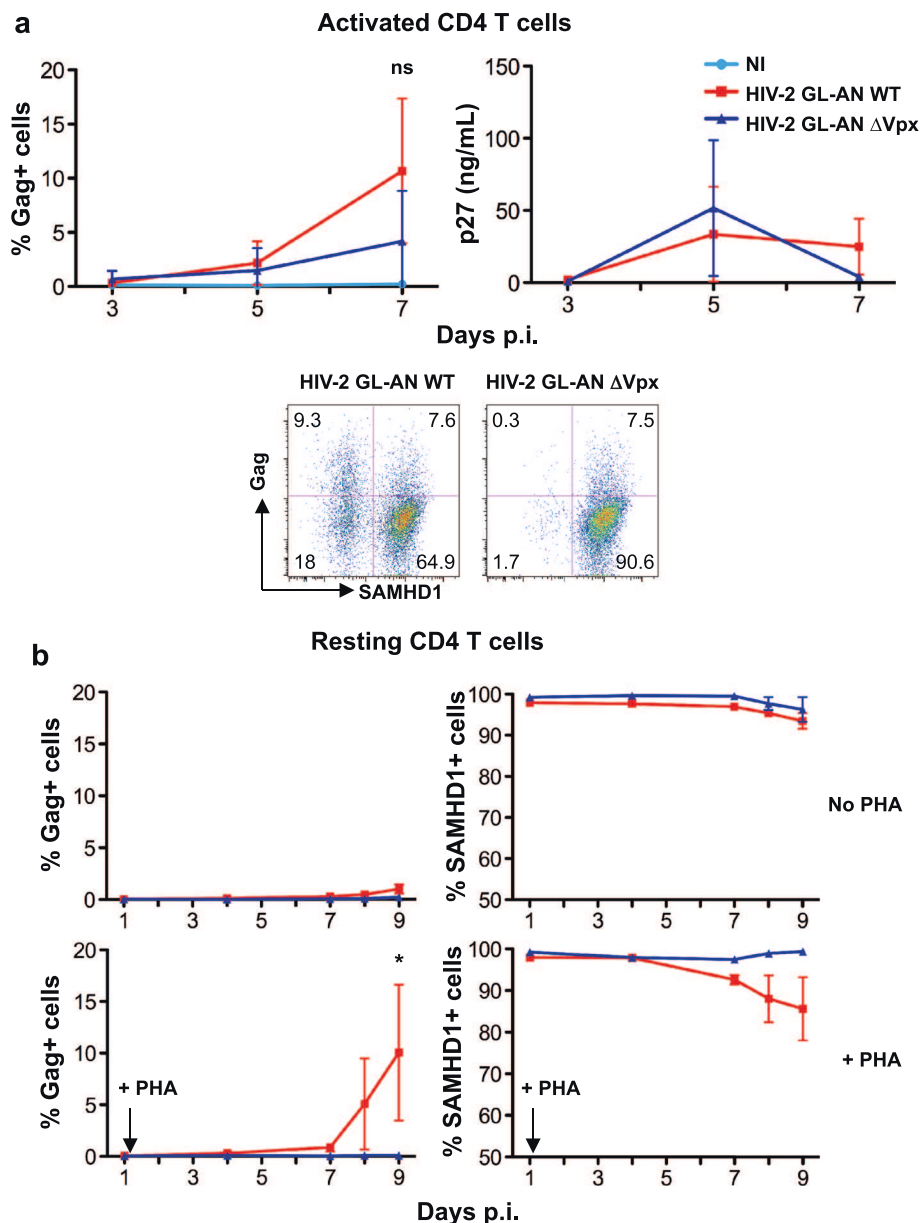 a
Activated CD4 T cells
20
15
10
5
0
% Gag+ cells
ns
3
5
7
150
100
50
0
p27 (ng/mL)
NI
HIV-2 GL-AN WT
HIV-2 GL-AN ΔVpx
3
5
7
Days p.i.
HIV-2 GL-AN WT
HIV-2 GL-AN ΔVpx
9.3
7.6
18
64.9
0.3
7.5
1.7
90.6
Gag
SAMHD1
b
Resting CD4 T cells
20
15
10
5
0
% Gag+ cells
1
3
5
7
9
100
90
80
70
60
50
% SAMHD1+ cells
1
3
5
7
9
No PHA
20
15
10
5
0
% Gag+ cells
+ PHA
*
1
3
5
7
9
100
90
80
70
60
50
% SAMHD1+ cells
+ PHA
1
3
5
7
9
+ PHA
Days p.i.